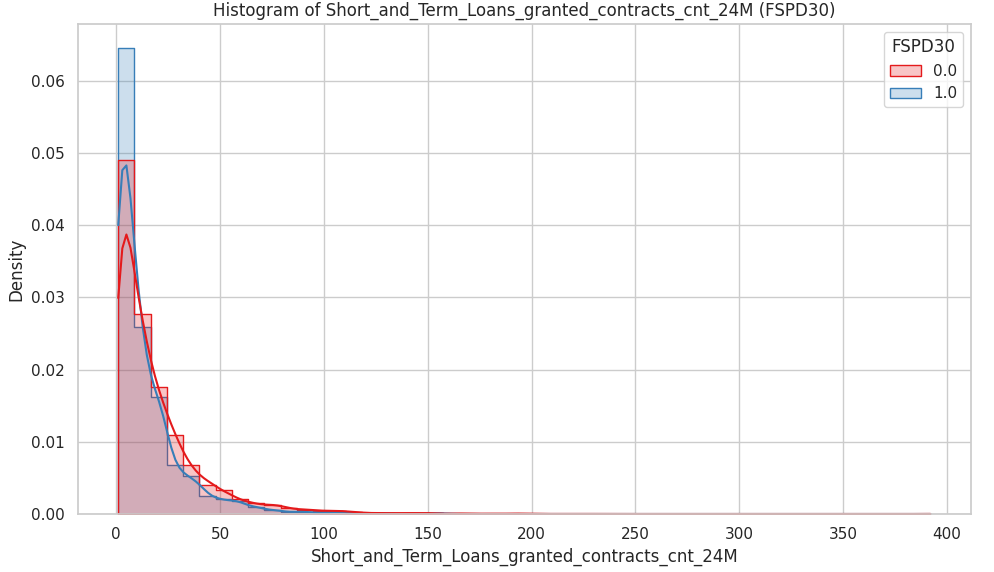 Histogram of Short_and_Term_Loans_granted_contracts_cnt_24M (FSPD30)
FSPD30
0.0
1.0
Density
0.06
0.05
0.04
0.03
0.02
0.01
0.00
0 50 100 150 200 250 300 350 400
Short_and_Term_Loans_granted_contracts_cnt_24M